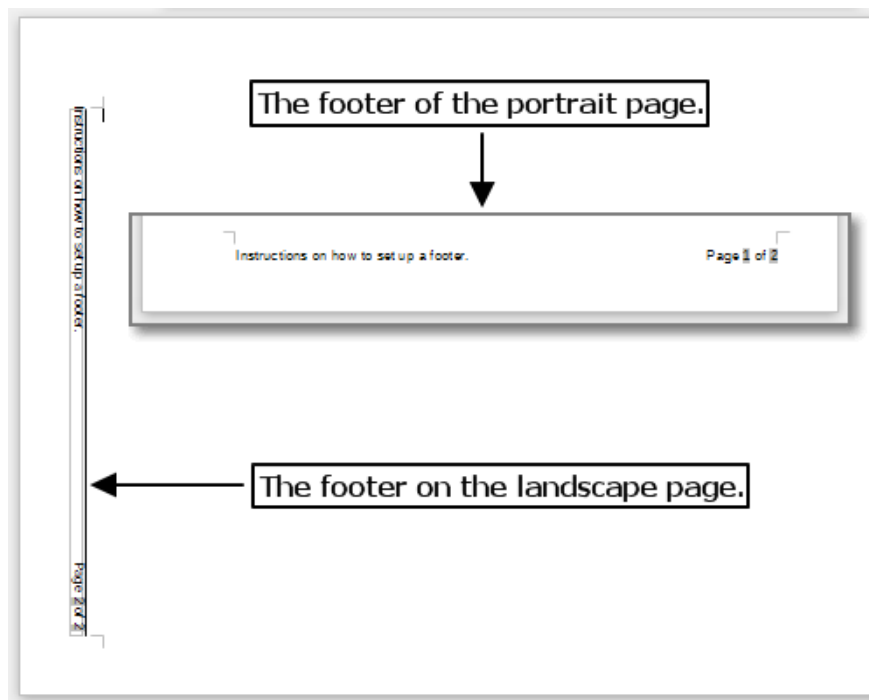 The footer of the portrait page.
Instructions on how to set up a footer.
Page 1 of 2
The footer on the landscape page.
Instructions on how to set up a footer.
Page 2 of 2